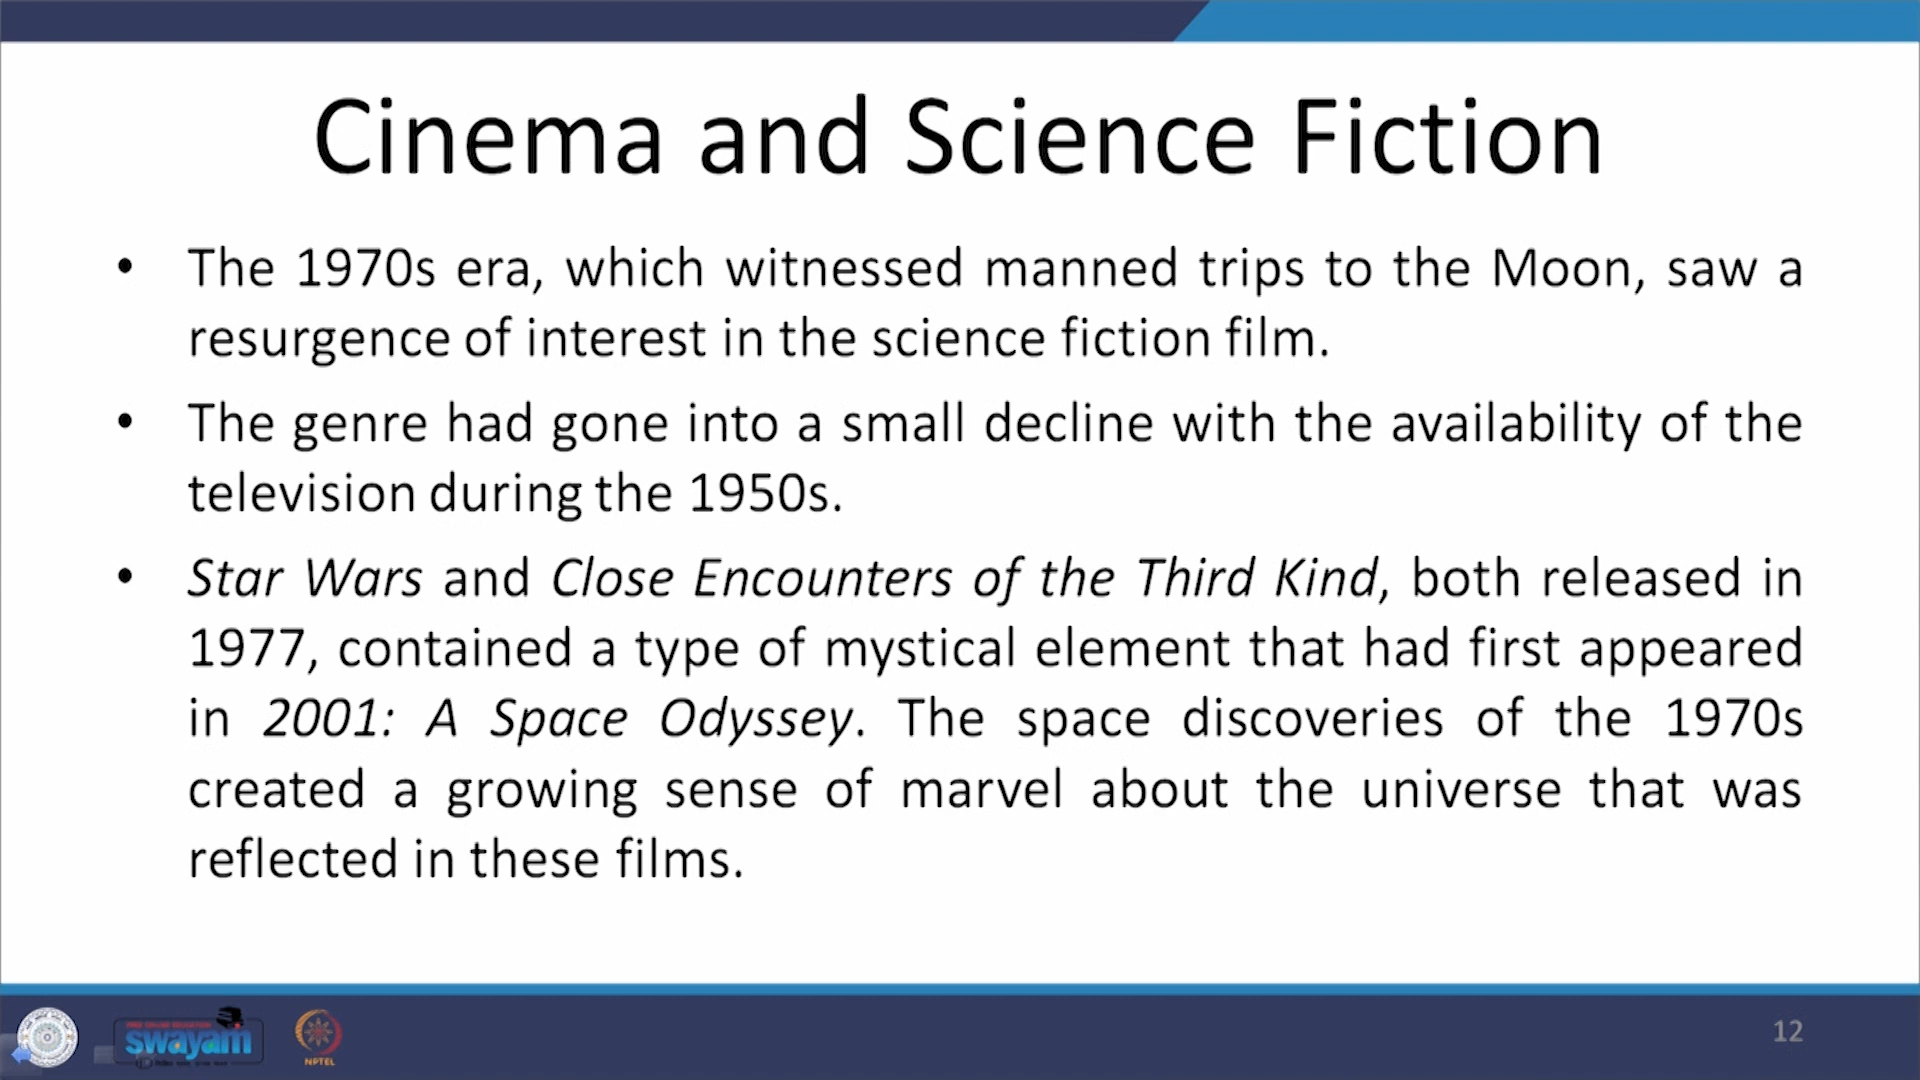 Cinema and Science Fiction
• The 1970s era, which witnessed manned trips to the Moon, saw a
resurgence of interest in the science fiction film.
• The genre had gone into a small decline with the availability of the
television during the 1950s.
• Star Wars and Close Encounters of the Third Kind, both released in
1977, contained a type of mystical element that had first appeared
in 2001: A Space Odyssey. The space discoveries of the 1970s
created a growing sense of marvel about the universe that was
reflected in these films.
swayam
NPTEL
12